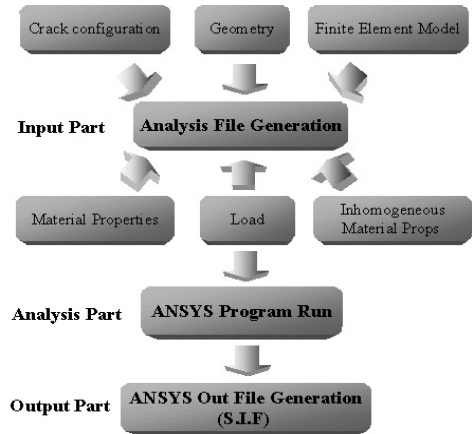 Crack configuration
Geometry
Finite Element Model
Input Part
Analysis File Generation
Material Properties
Load
Inhomogeneous
Material Props
Analysis Part
ANSYS Program Run
Output Part
ANSYS Out File Generation
(S.I.F)